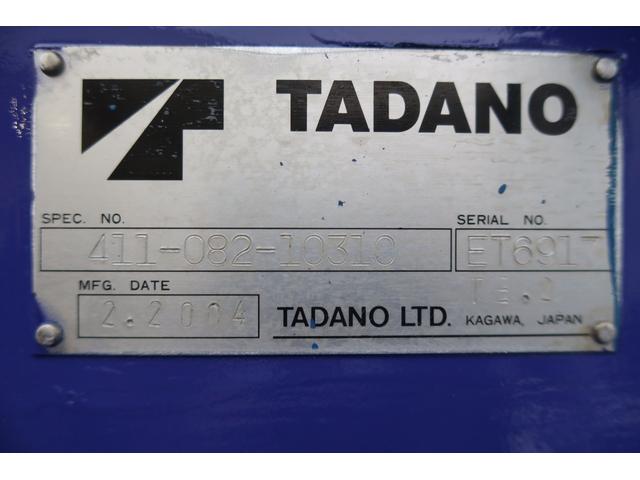 TADANO
SPEC. NO.
SERIAL NO.
411-082-10310
ET6917
MFG. DATE
2.2004
TADANO LTD. KAGAWA, JAPAN